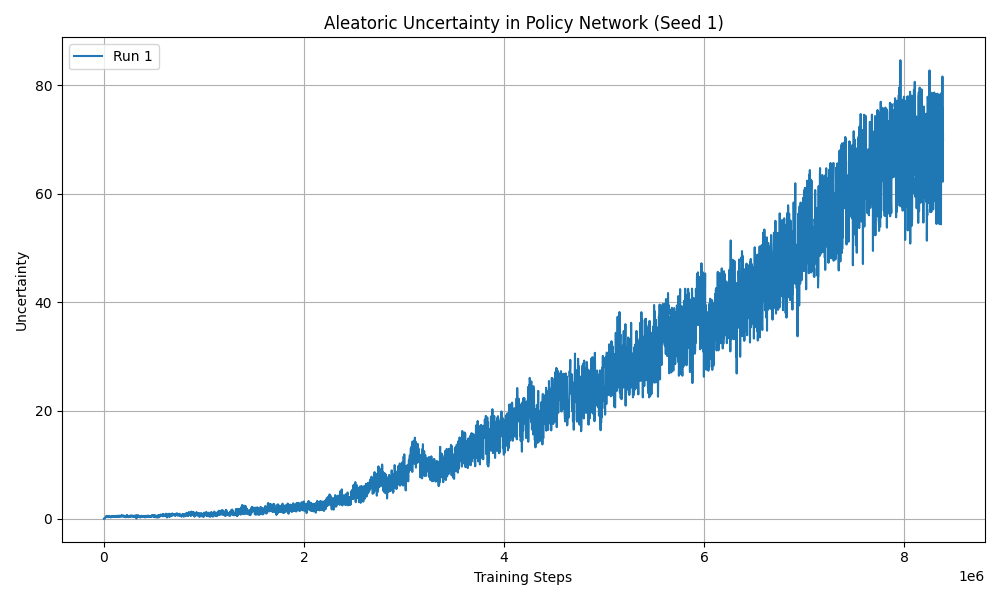 Aleatoric Uncertainty in Policy Network (Seed 1)
Run 1
Uncertainty
80
60
40
20
0
0 2 4 6 8
1e6
Training Steps